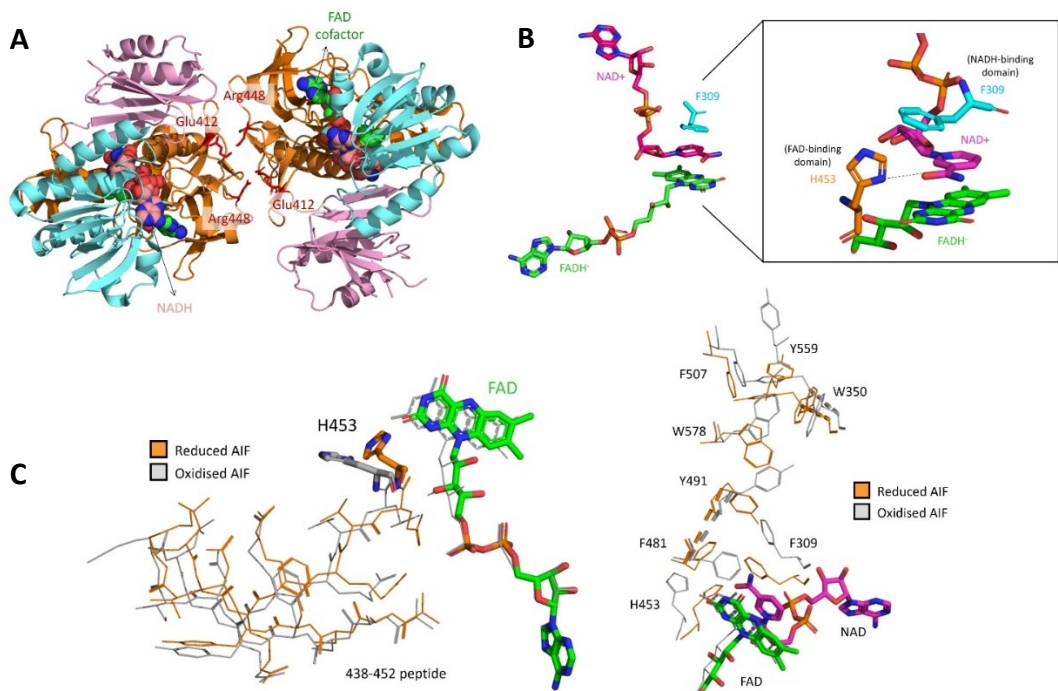 A
FAD
cofactor
Arg448
Glu412
Glu412
Arg448
NADH
B
NAD+
F309
FADH-
(NADH-binding
domain)
F309
NAD+
(FAD-binding
domain)
H453
FADH-
C
Reduced AIF
Oxidised AIF
H453
FAD
438-452 peptide
Y559
F507
W350
W578
Y491
Reduced AIF
Oxidised AIF
F481
F309
H453
NAD
FAD